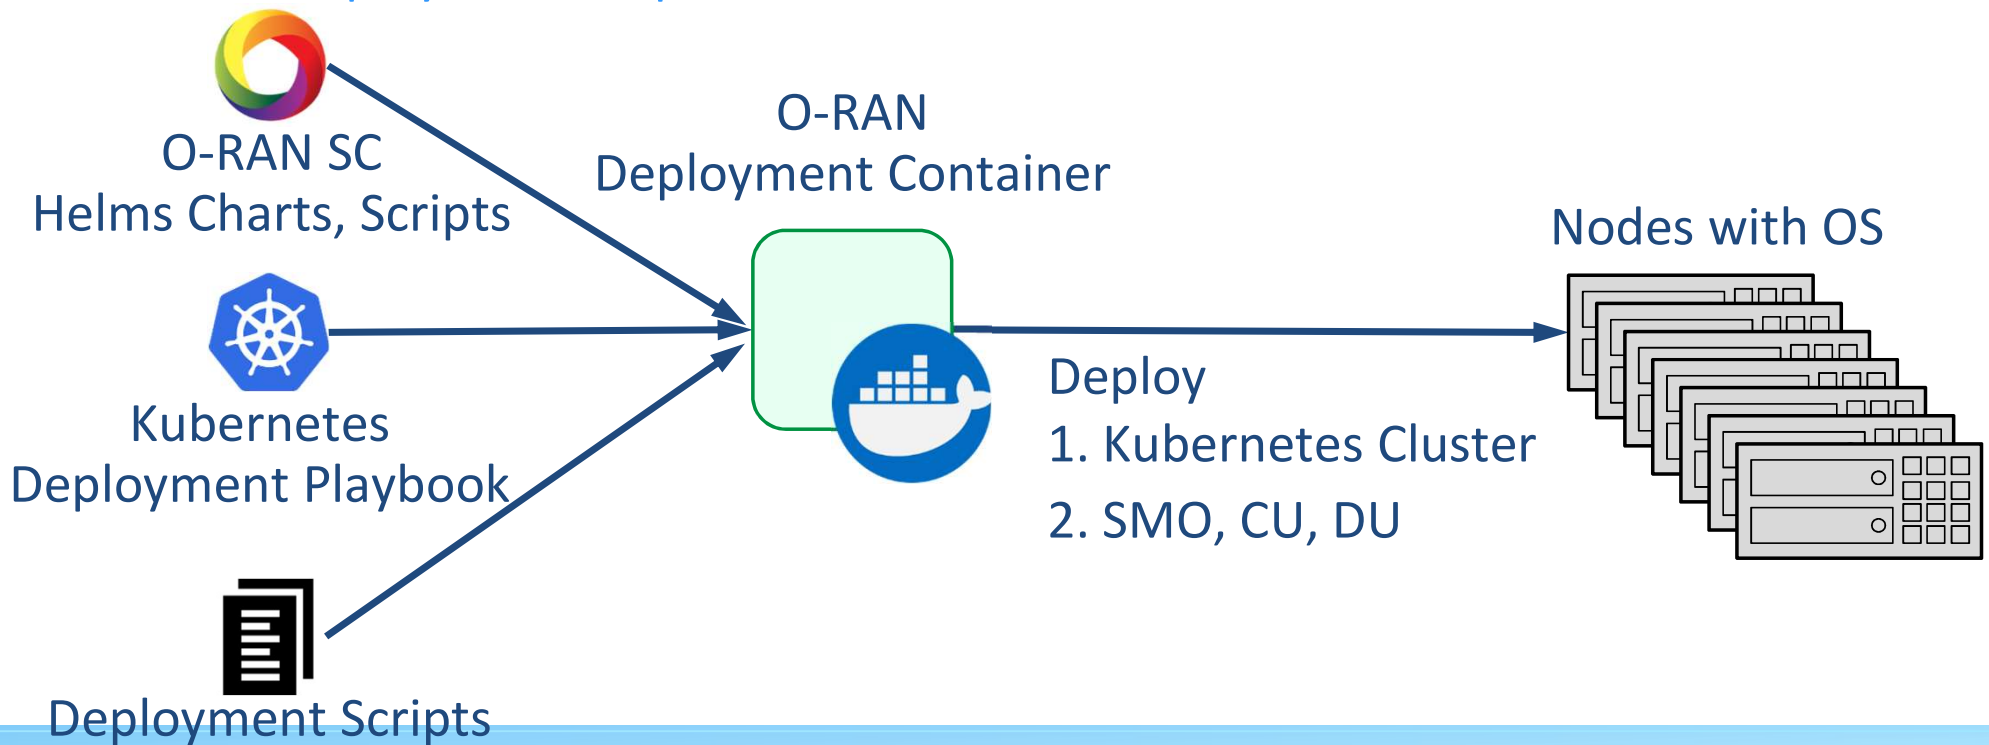 O-RAN SC
Helms Charts, Scripts
Kubernetes
Deployment Playbook
Deployment Scripts
O-RAN
Deployment Container
Deploy
1. Kubernetes Cluster
2. SMO, CU, DU
Nodes with OS